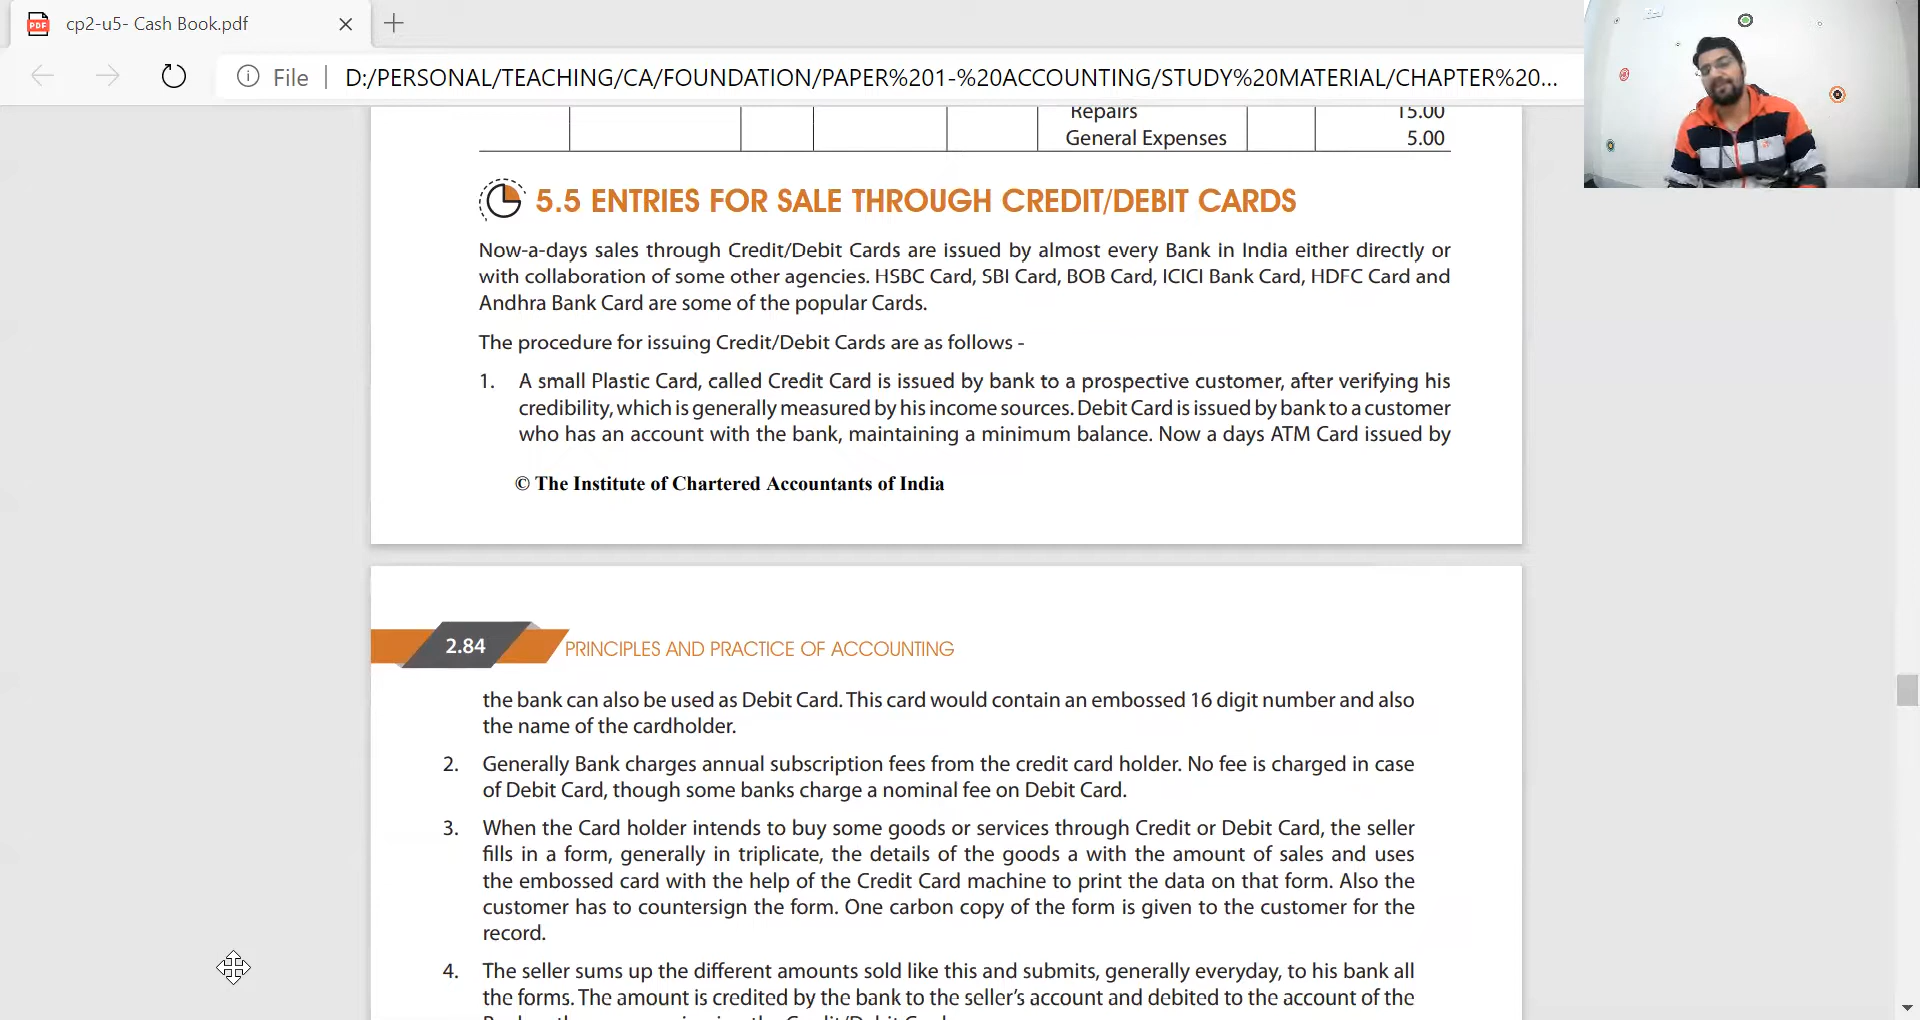 cp2-u5- Cash Book.pdf
File
D:/PERSONAL/TEACHING/CA/FOUNDATION/PAPER%201-%20ACCOUNTING/STUDY%20MATERIAL/CHAPTER%20...
Repairs 15.00
General Expenses 5.00
5.5 ENTRIES FOR SALE THROUGH CREDIT/DEBIT CARDS
Now-a-days sales through Credit/Debit Cards are issued by almost every Bank in India either directly or
with collaboration of some other agencies. HSBC Card, SBI Card, BOB Card, ICICI Bank Card, HDFC Card and
Andhra Bank Card are some of the popular Cards.
The procedure for issuing Credit/Debit Cards are as follows -
1. A small Plastic Card, called Credit Card is issued by bank to a prospective customer, after verifying his
credibility, which is generally measured by his income sources. Debit Card is issued by bank to a customer
who has an account with the bank, maintaining a minimum balance. Now a days ATM Card issued by
© The Institute of Chartered Accountants of India
2.84 PRINCIPLES AND PRACTICE OF ACCOUNTING
the bank can also be used as Debit Card. This card would contain an embossed 16 digit number and also
the name of the cardholder.
2. Generally Bank charges annual subscription fees from the credit card holder. No fee is charged in case
of Debit Card, though some banks charge a nominal fee on Debit Card.
3. When the Card holder intends to buy some goods or services through Credit or Debit Card, the seller
fills in a form, generally in triplicate, the details of the goods a with the amount of sales and uses
the embossed card with the help of the Credit Card machine to print the data on that form. Also the
customer has to countersign the form. One carbon copy of the form is given to the customer for the
record.
4. The seller sums up the different amounts sold like this and submits, generally everyday, to his bank all
the forms. The amount is credited by the bank to the seller's account and debited to the account of the